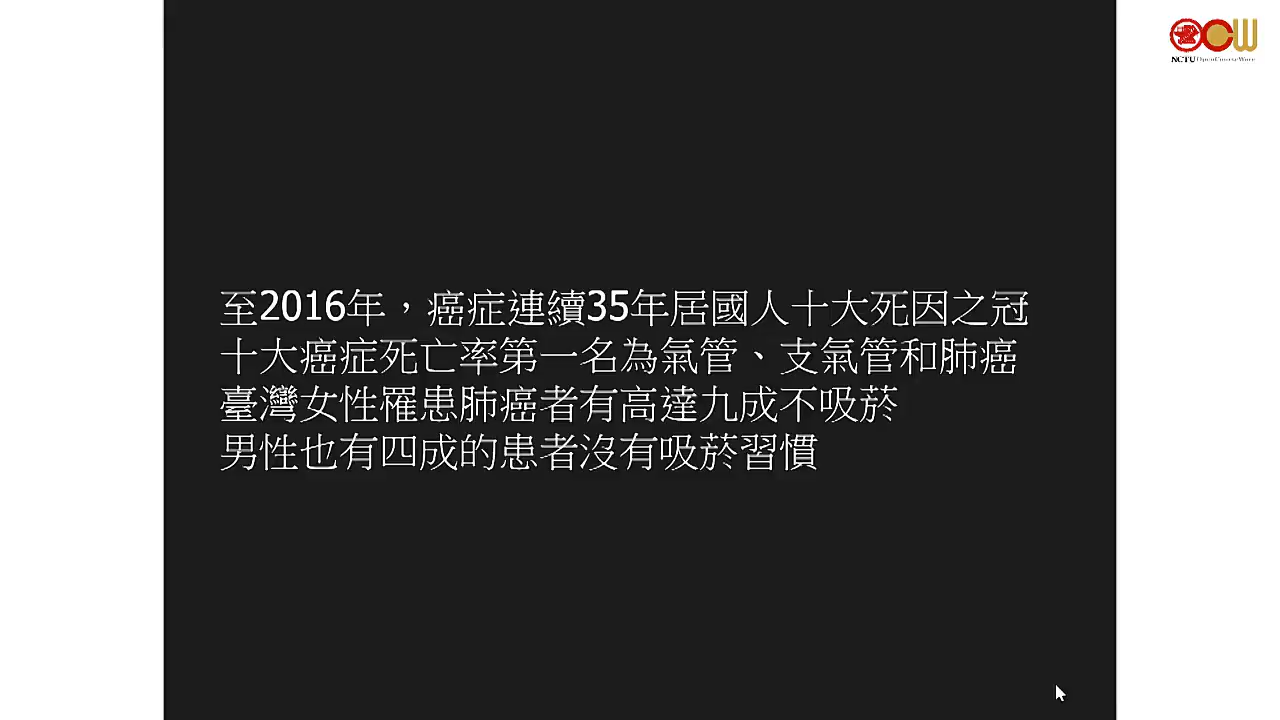 NCTU OpenCourseWare
至2016年，癌症連續35年居國人十大死因之冠
十大癌症死亡率第一名為氣管、支氣管和肺癌
臺灣女性罹患肺癌者有高達九成不吸菸
男性也有四成的患者沒有吸菸習慣